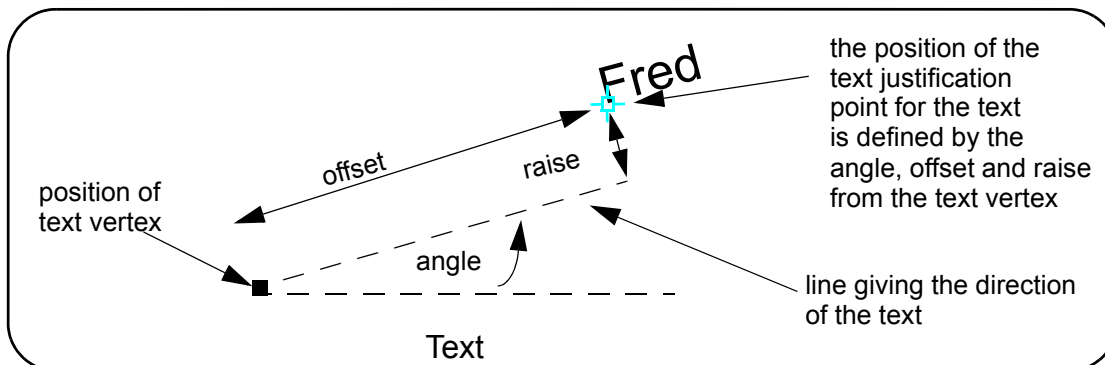 Fred
the position of the
text justification
point for the text
is defined by the
angle, offset and raise
from the text vertex
offset
raise
position of
text vertex
angle
line giving the direction
of the text
Text